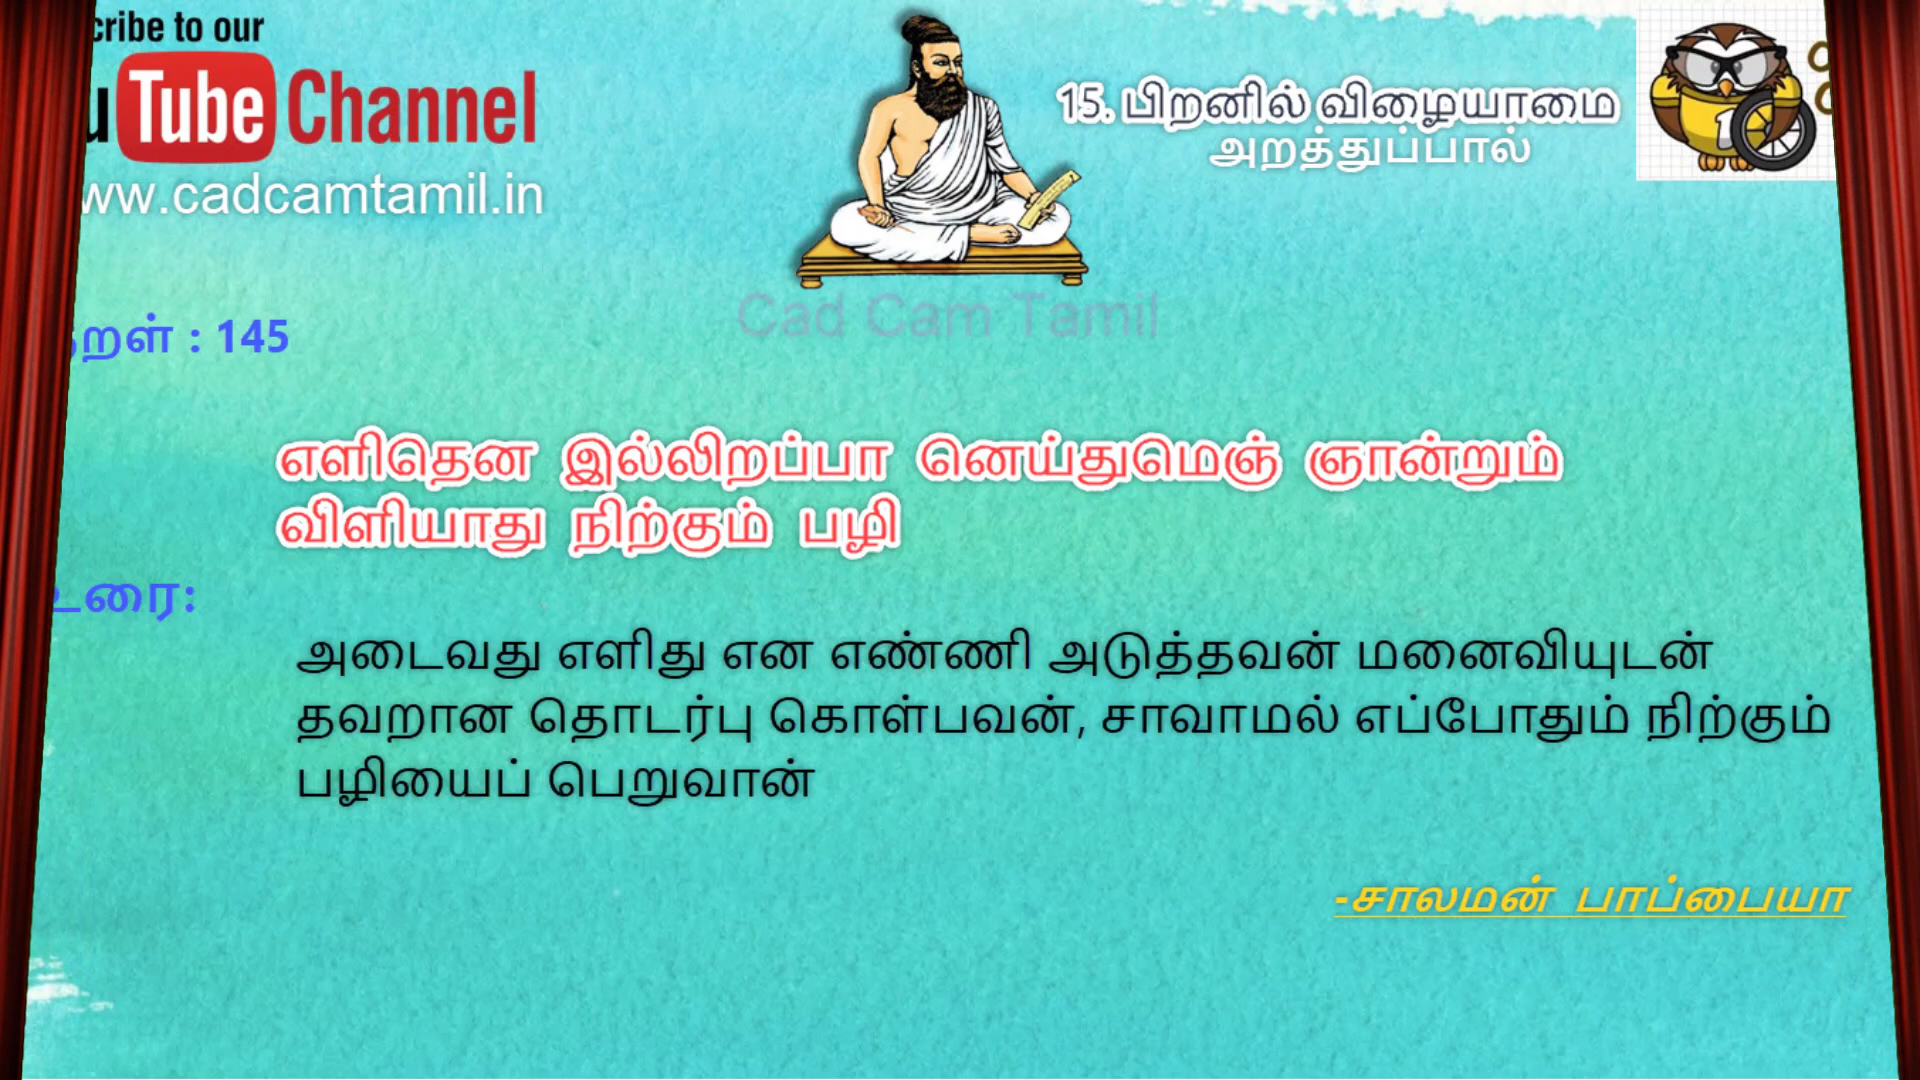 cribe to our
Tube Channel
ww.cadcamtamil.in
15. பிறனில் விழையாமை
அறத்துப்பால்
Cad Cam Tamil
றள் : 145
எளிதென இல்லிறப்பா னெய்துமெஞ் ஞான்றும்
விளியாது நிற்கும் பழி
உரை:
அடைவது எளிது என எண்ணி அடுத்தவன் மனைவியுடன்
தவறான தொடர்பு கொள்பவன், சாவாமல் எப்போதும் நிற்கும்
பழியைப் பெறுவான்
-சாலமன் பாப்பையா